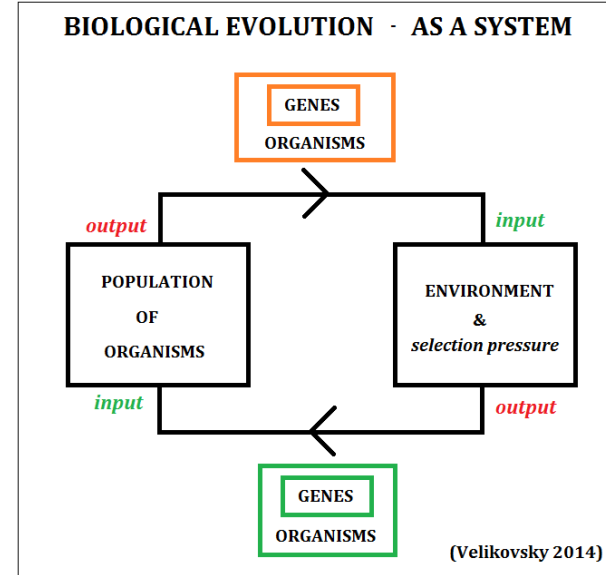 BIOLOGICAL EVOLUTION - AS A SYSTEM
GENES
ORGANISMS
output
input
POPULATION
OF
ORGANISMS
ENVIRONMENT
&
selection pressure
input
output
GENES
ORGANISMS
(Velikovsky 2014)